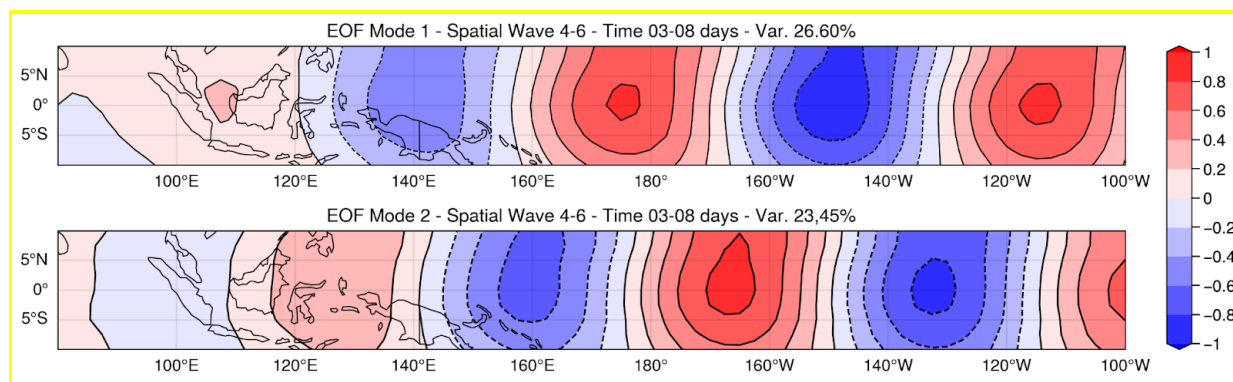 EOF Mode 1 - Spatial Wave 4-6 - Time 03-08 days - Var. 26.60%
5°N
0°
5°S
100°E 120°E 140°E 160°E 180° 160°W 140°W 120°W 100°W
EOF Mode 2 - Spatial Wave 4-6 - Time 03-08 days - Var. 23,45%
5°N
0°
5°S
100°E 120°E 140°E 160°E 180° 160°W 140°W 120°W 100°W
1
0.8
0.6
0.4
0.2
0
−0.2
−0.4
−0.6
−0.8
−1